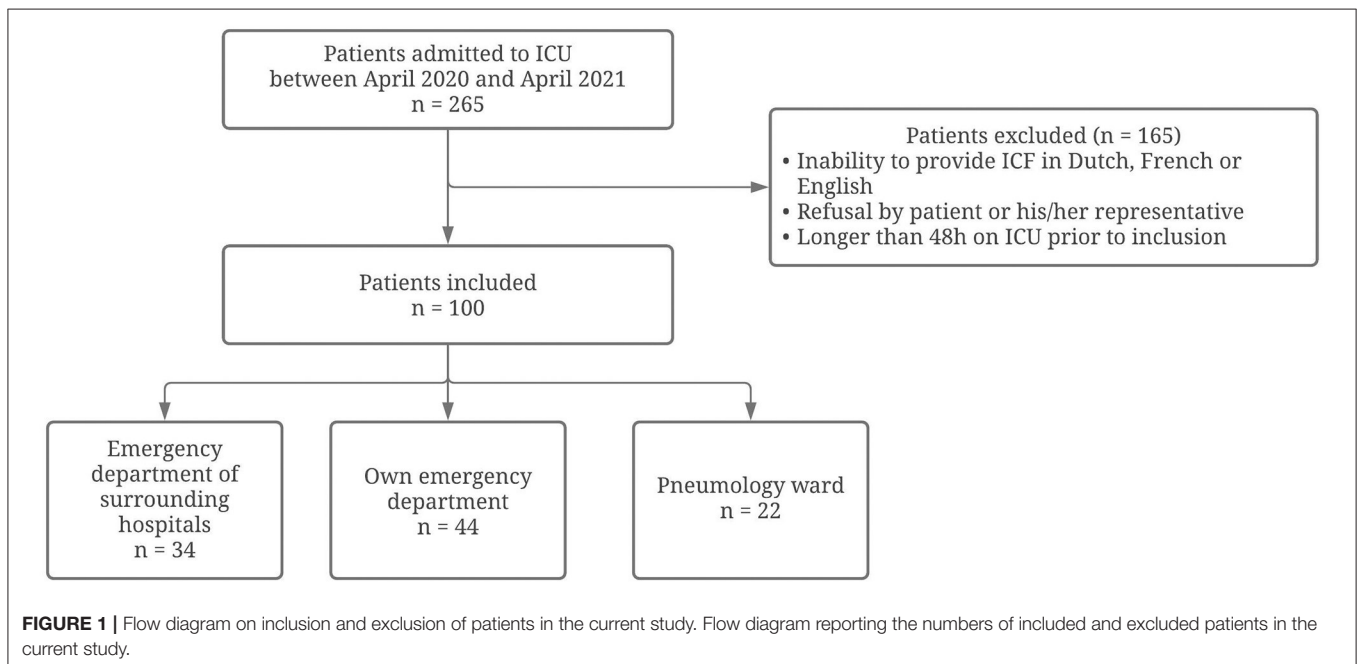 Patients admitted to ICU
between April 2020 and April 2021
n = 265
Patients excluded (n = 165)
• Inability to provide ICF in Dutch, French or
English
• Refusal by patient or his/her representative
• Longer than 48h on ICU prior to inclusion
Patients included
n = 100
Emergency
department of
surrounding
hospitals
n = 34
Own emergency
department
n = 44
Pneumology ward
n = 22
FIGURE 1 | Flow diagram on inclusion and exclusion of patients in the current study. Flow diagram reporting the numbers of included and excluded patients in the
current study.